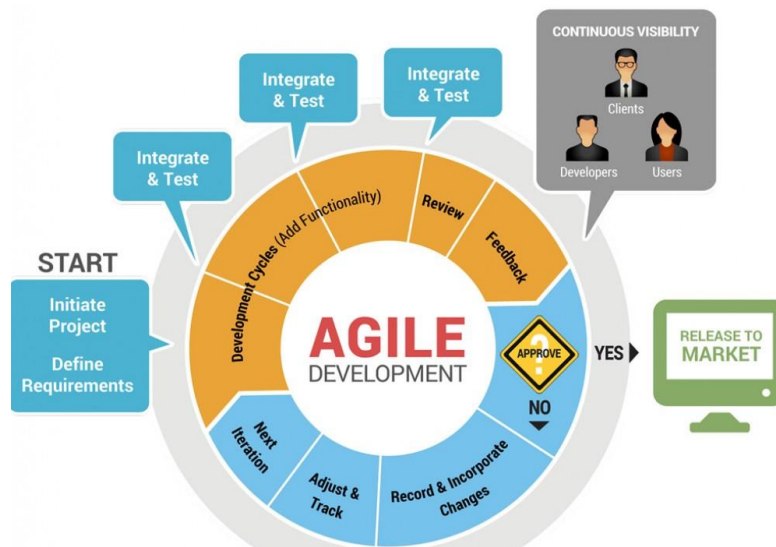 START
Initiate
Project
Define
Requirements
Integrate
& Test
Integrate
& Test
Integrate
& Test
CONTINUOUS VISIBILITY
Clients
Developers
Users
Development Cycles (Add Functionality)
Review
Feedback
AGILE
DEVELOPMENT
?
APPROVE
YES
NO
RELEASE TO
MARKET
Record & Incorporate
Changes
Adjust &
Track
Next
Iteration